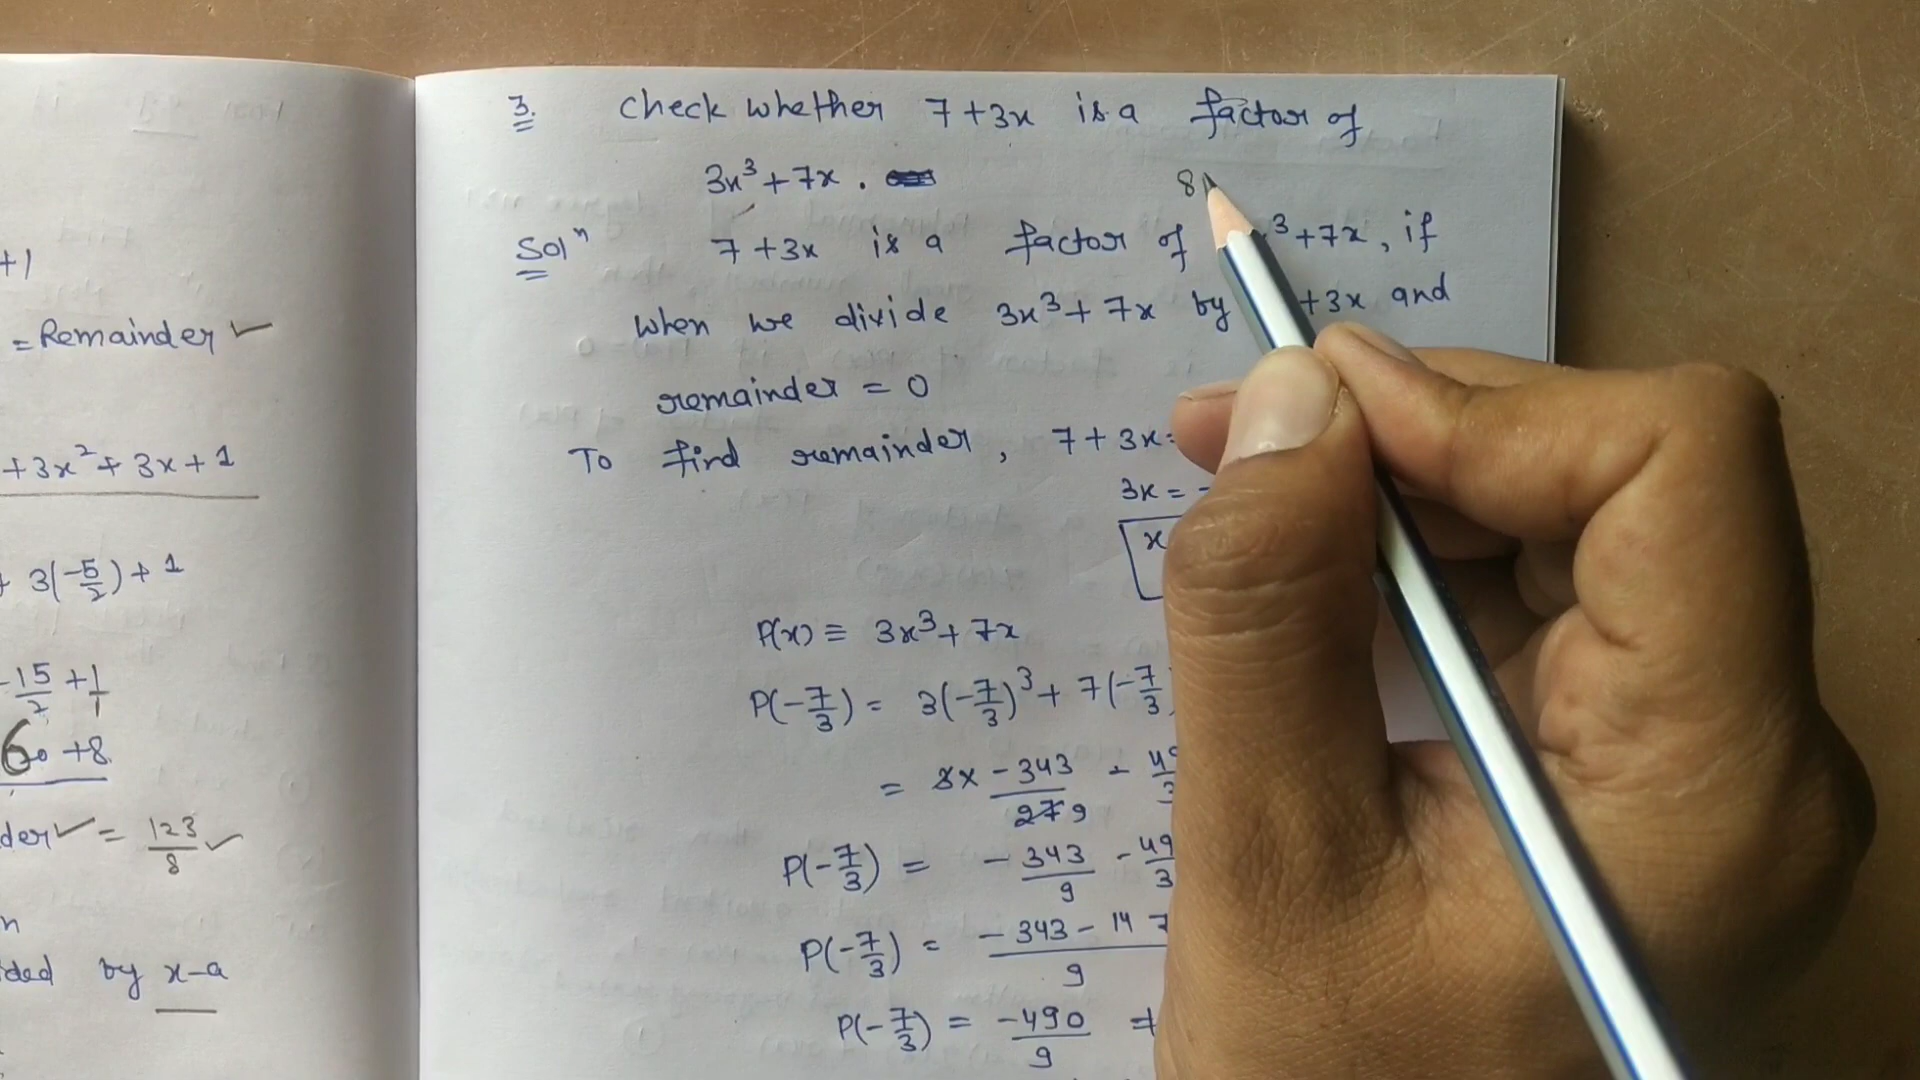 +1
= Remainder ✓
+ 3x² + 3x + 1
+ 3(-5/2) + 1
-15/2 + 1/1
+8
der ✓ = 123/8 ✓
n
ided by x-a
3. Check whether 7+3x is a factor of
3x³ + 7x .
8
Solⁿ 7+3x is a factor of ³+7x, if
when we divide 3x³+7x by +3x and
remainder = 0
To find remainder, 7+3x=
3x = -
x
P(x) ≡ 3x³+7x
P(-7/3) = 3(-7/3)³ + 7(-7/3
= 3x -343/27 9 - 49/3
P(-7/3) = -343/9 - 49/3
P(-7/3) = -343-147/9
P(-7/3) = -490/9 ≠